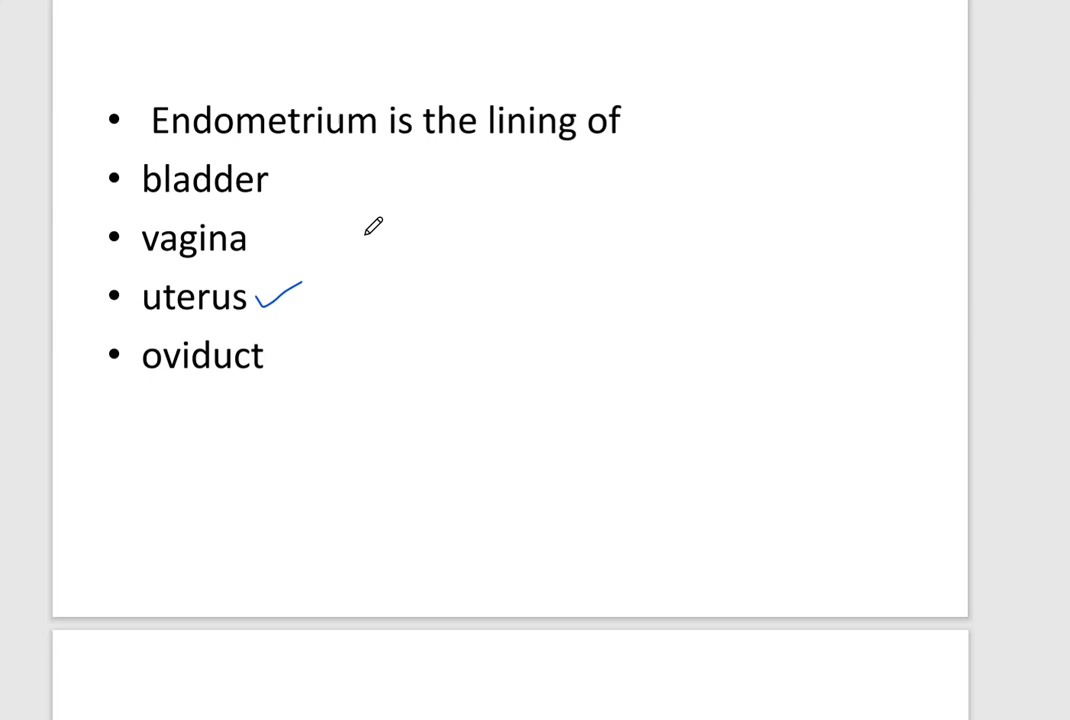 • Endometrium is the lining of
• bladder
• vagina
• uterus
• oviduct